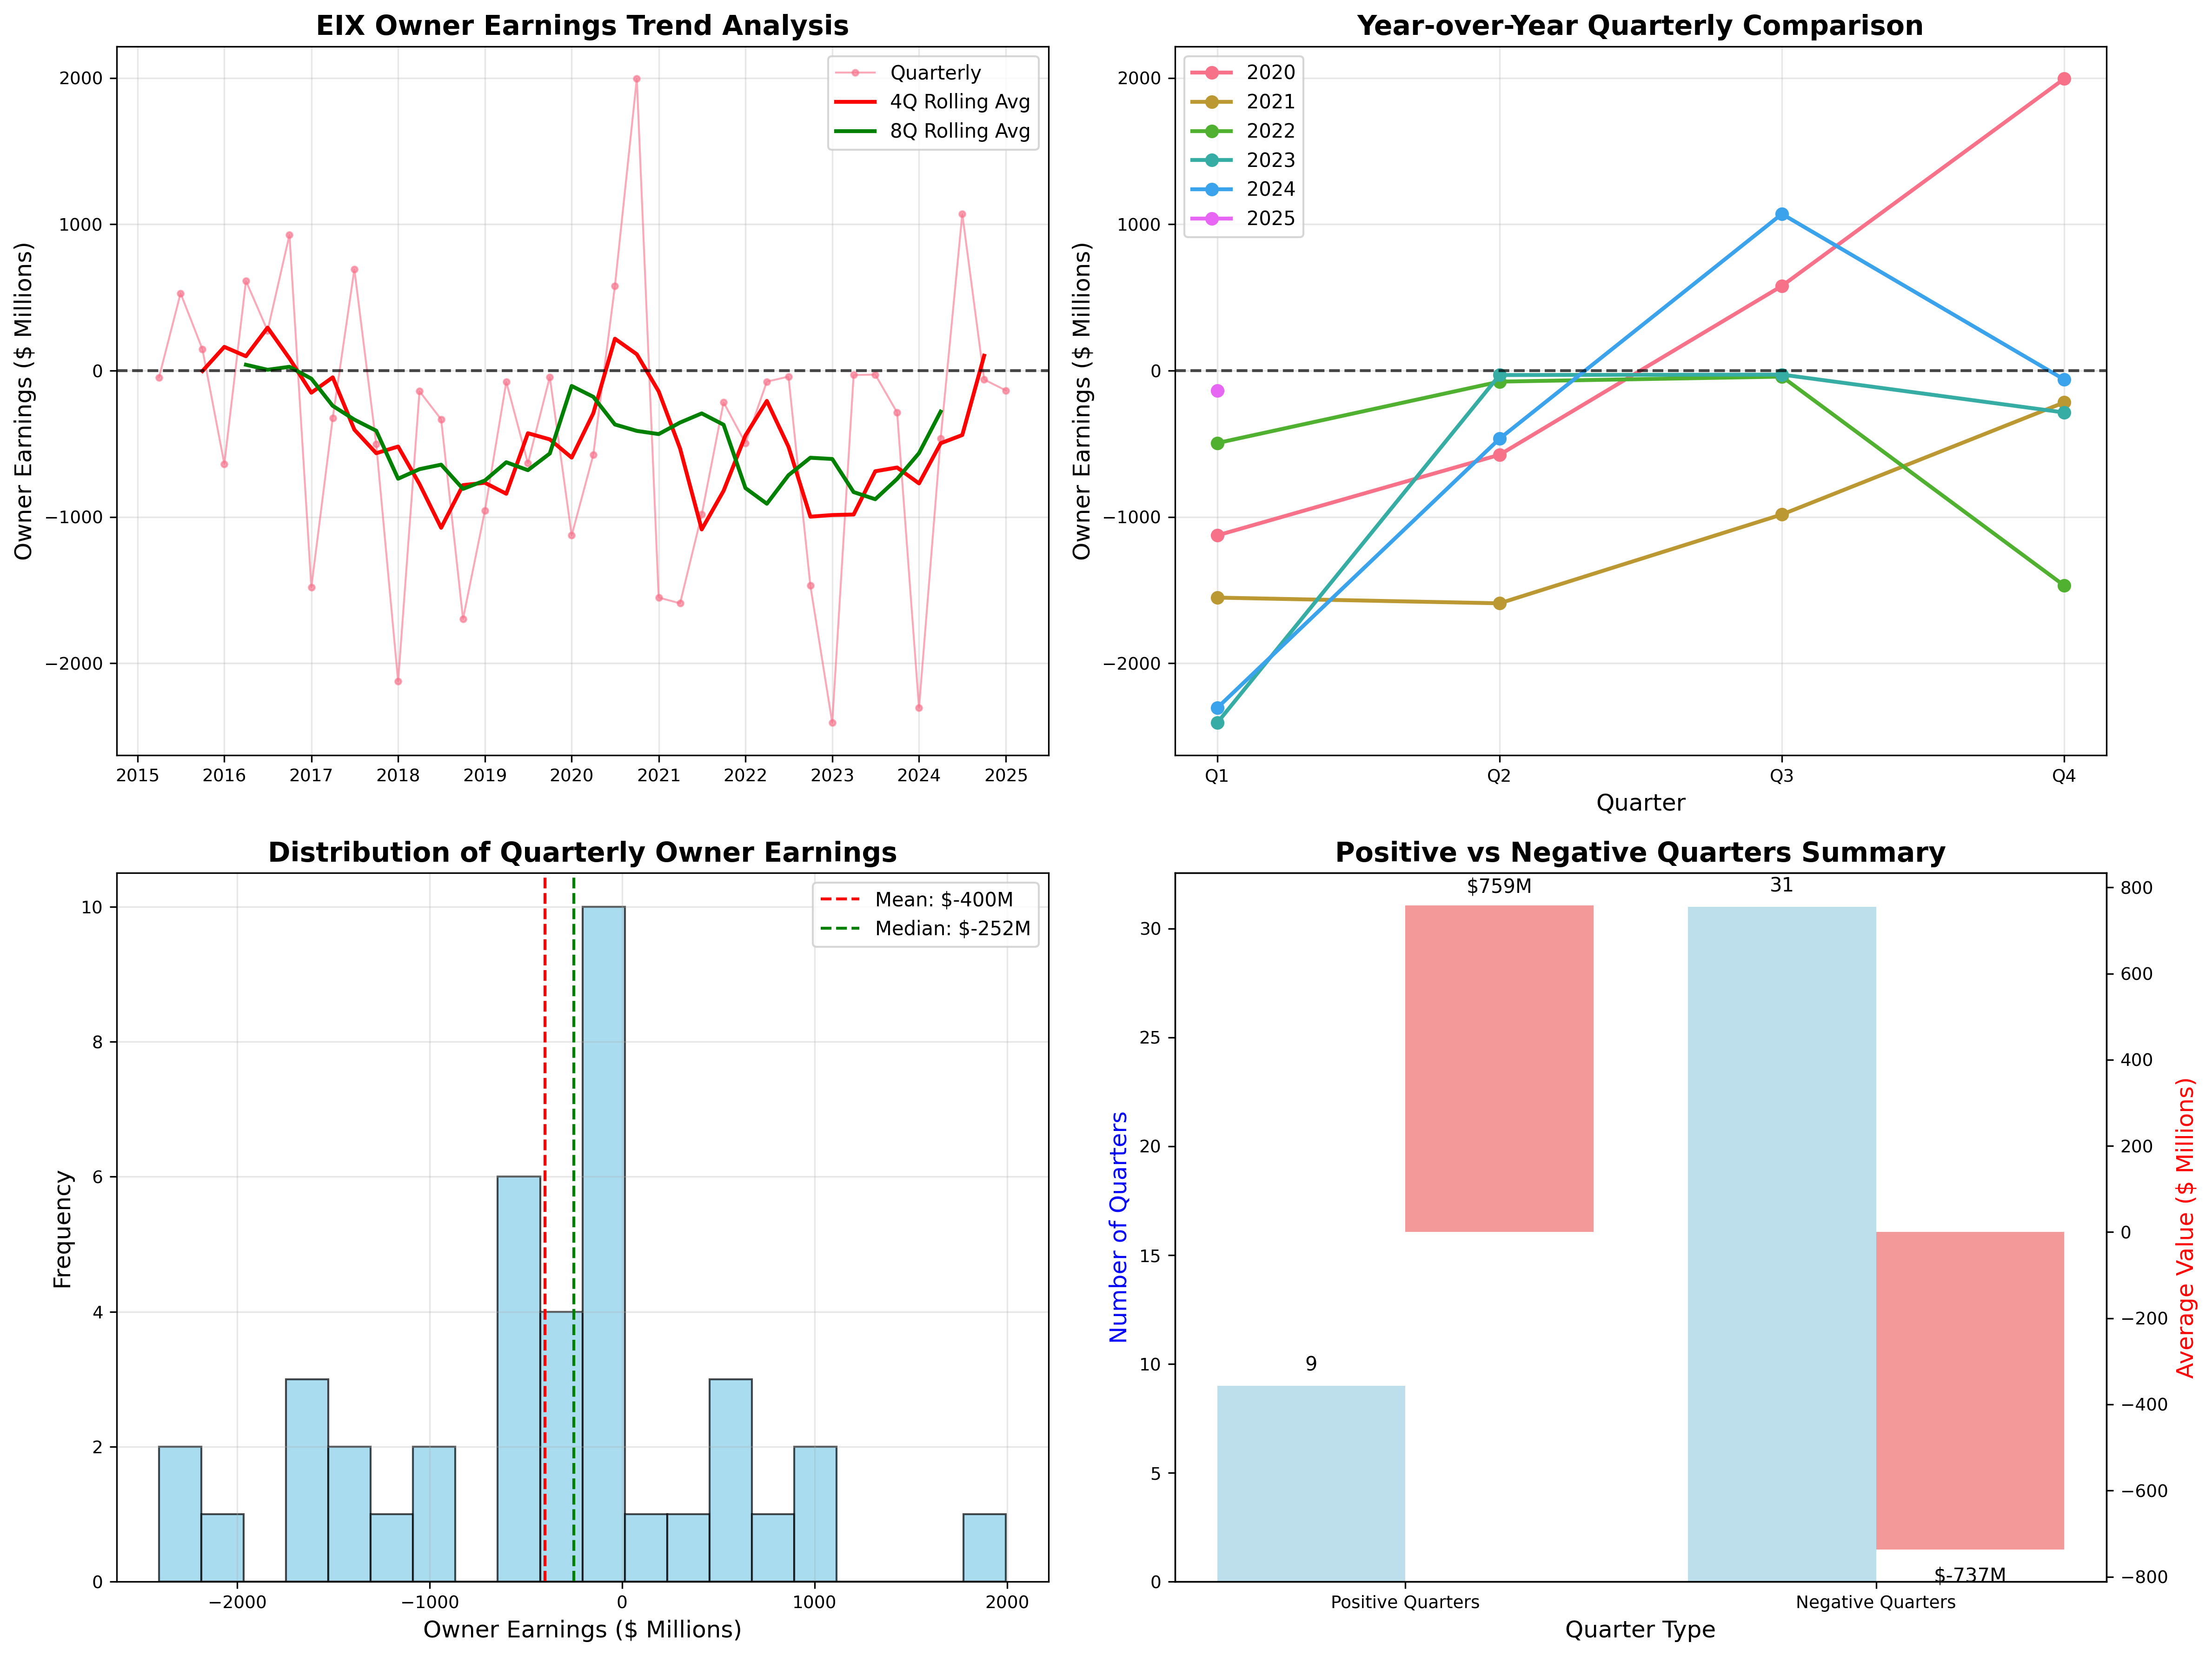 EIX Owner Earnings Trend Analysis
Owner Earnings ($ Millions)
2000
1000
0
−1000
−2000
Quarterly
4Q Rolling Avg
8Q Rolling Avg
2015 2016 2017 2018 2019 2020 2021 2022 2023 2024 2025
Year-over-Year Quarterly Comparison
Owner Earnings ($ Millions)
2000
1000
0
−1000
−2000
2020
2021
2022
2023
2024
2025
Q1 Q2 Q3 Q4
Quarter
Distribution of Quarterly Owner Earnings
Frequency
10
8
6
4
2
0
Mean: $-400M
Median: $-252M
−2000 −1000 0 1000 2000
Owner Earnings ($ Millions)
Positive vs Negative Quarters Summary
Number of Quarters
30
25
20
15
10
5
0
$759M
31
9
$-737M
800
600
400
200
0
−200
−400
−600
−800
Average Value ($ Millions)
Positive Quarters Negative Quarters
Quarter Type